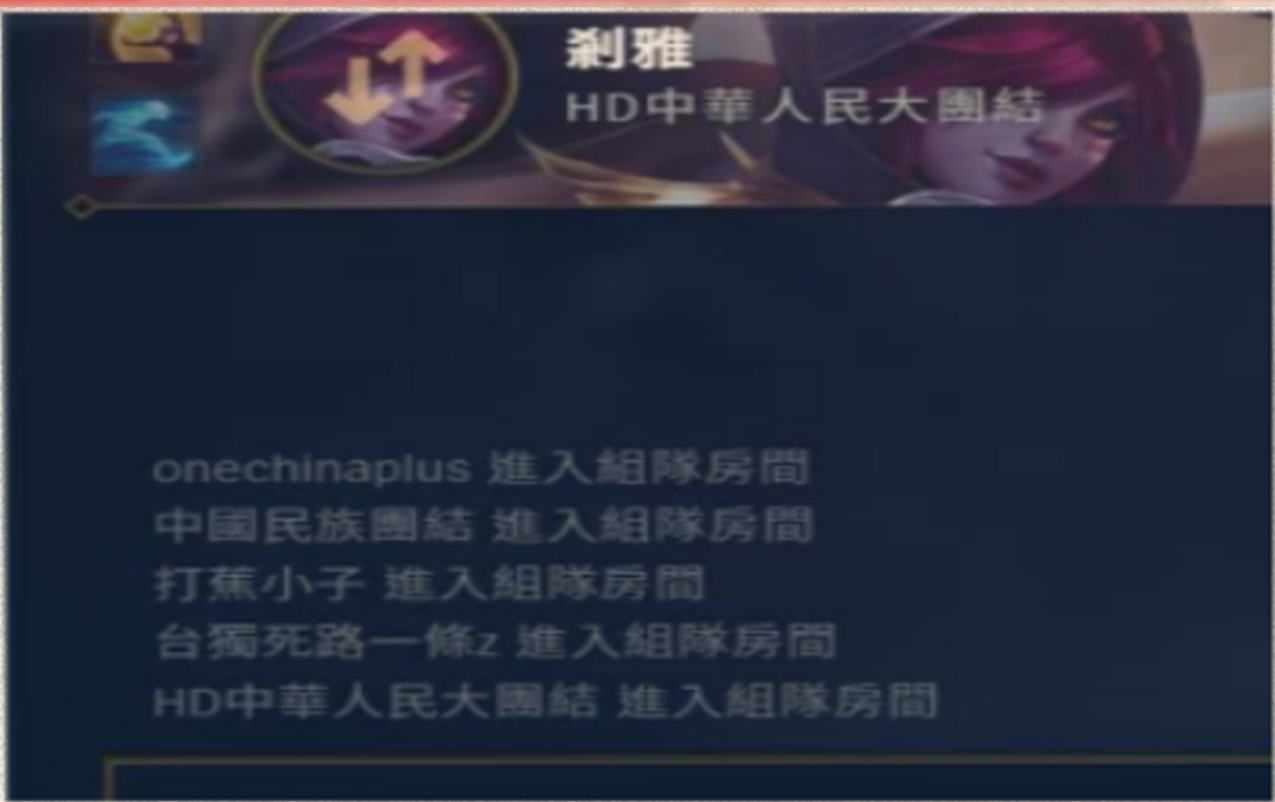 剎雅
HD中華人民大團結
onechinaplus 進入組隊房間
中國民族團結 進入組隊房間
打蕉小子 進入組隊房間
台獨死路一條z 進入組隊房間
HD中華人民大團結 進入組隊房間